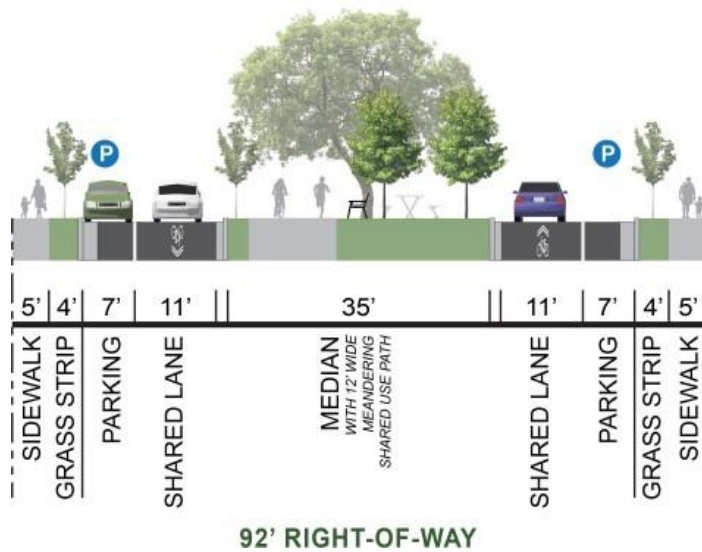 P
P
5' 4' 7' 11' 35' 11' 7' 4' 5'
SIDEWALK
GRASS STRIP
PARKING
SHARED LANE
MEDIAN
WITH 12' WIDE
MEANDERING
SHARED USE PATH
SHARED LANE
PARKING
GRASS STRIP
SIDEWALK
92' RIGHT-OF-WAY